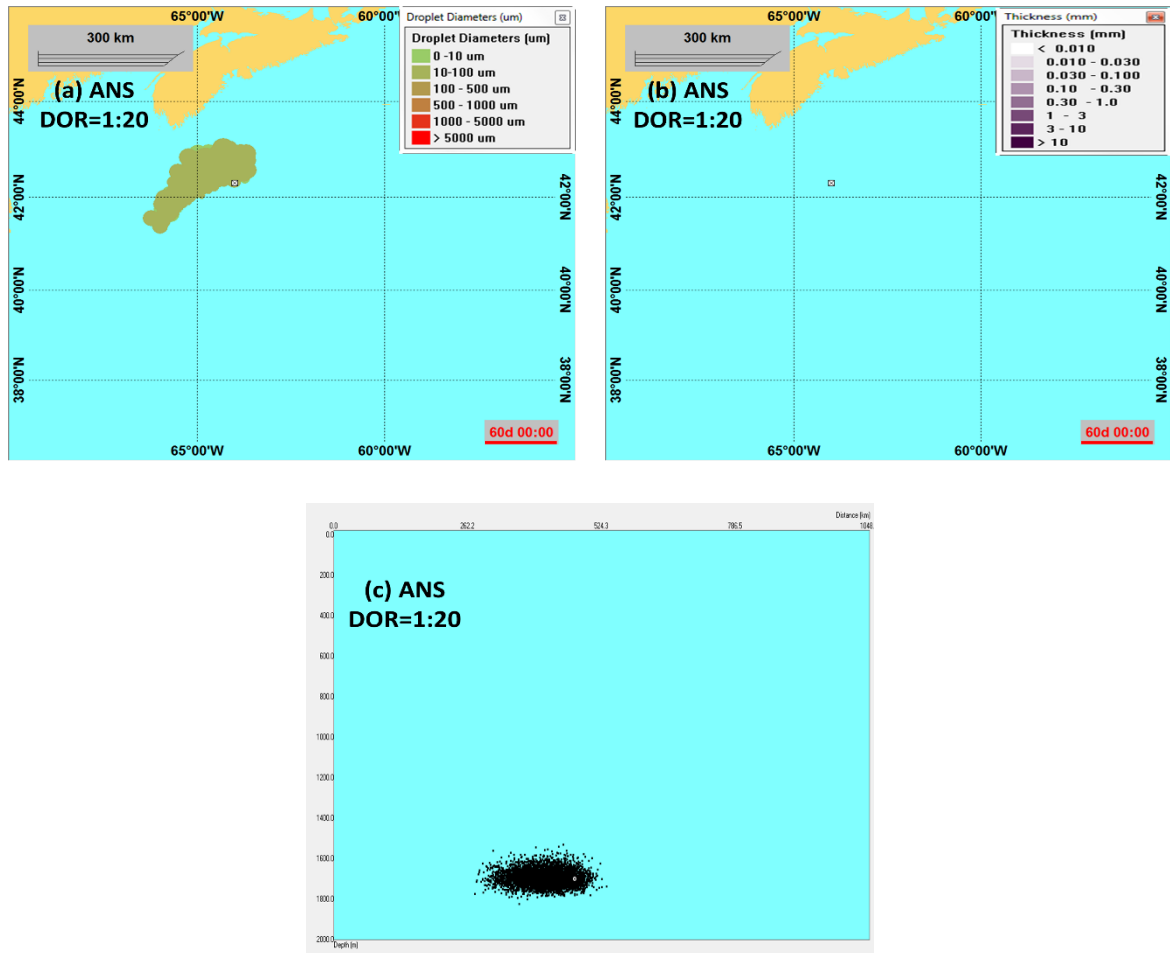 65°00'W
60°00'W
300 km
(a) ANS
DOR=1:20
44°00'N
42°00'N
40°00'N
38°00'N
42°00'N
40°00'N
38°00'N
65°00'W
60°00'W
60d 00:00
Droplet Diameters (um)
Droplet Diameters (um)
0 -10 um
10-100 um
100 - 500 um
500 - 1000 um
1000 - 5000 um
> 5000 um
65°00'W
60°00'W
300 km
(b) ANS
DOR=1:20
44°00'N
42°00'N
40°00'N
38°00'N
42°00'N
40°00'N
38°00'N
65°00'W
60°00'W
60d 00:00
Thickness (mm)
Thickness (mm)
< 0.010
0.010 - 0.030
0.030 - 0.100
0.10 - 0.30
0.30 - 1.0
1 - 3
3 - 10
> 10
Distance (km)
0.0 262.2 524.3 786.5 1048.
0.0
200.0
400.0
600.0
800.0
1000.0
1200.0
1400.0
1600.0
1800.0
2000.0
Depth (m)
(c) ANS
DOR=1:20